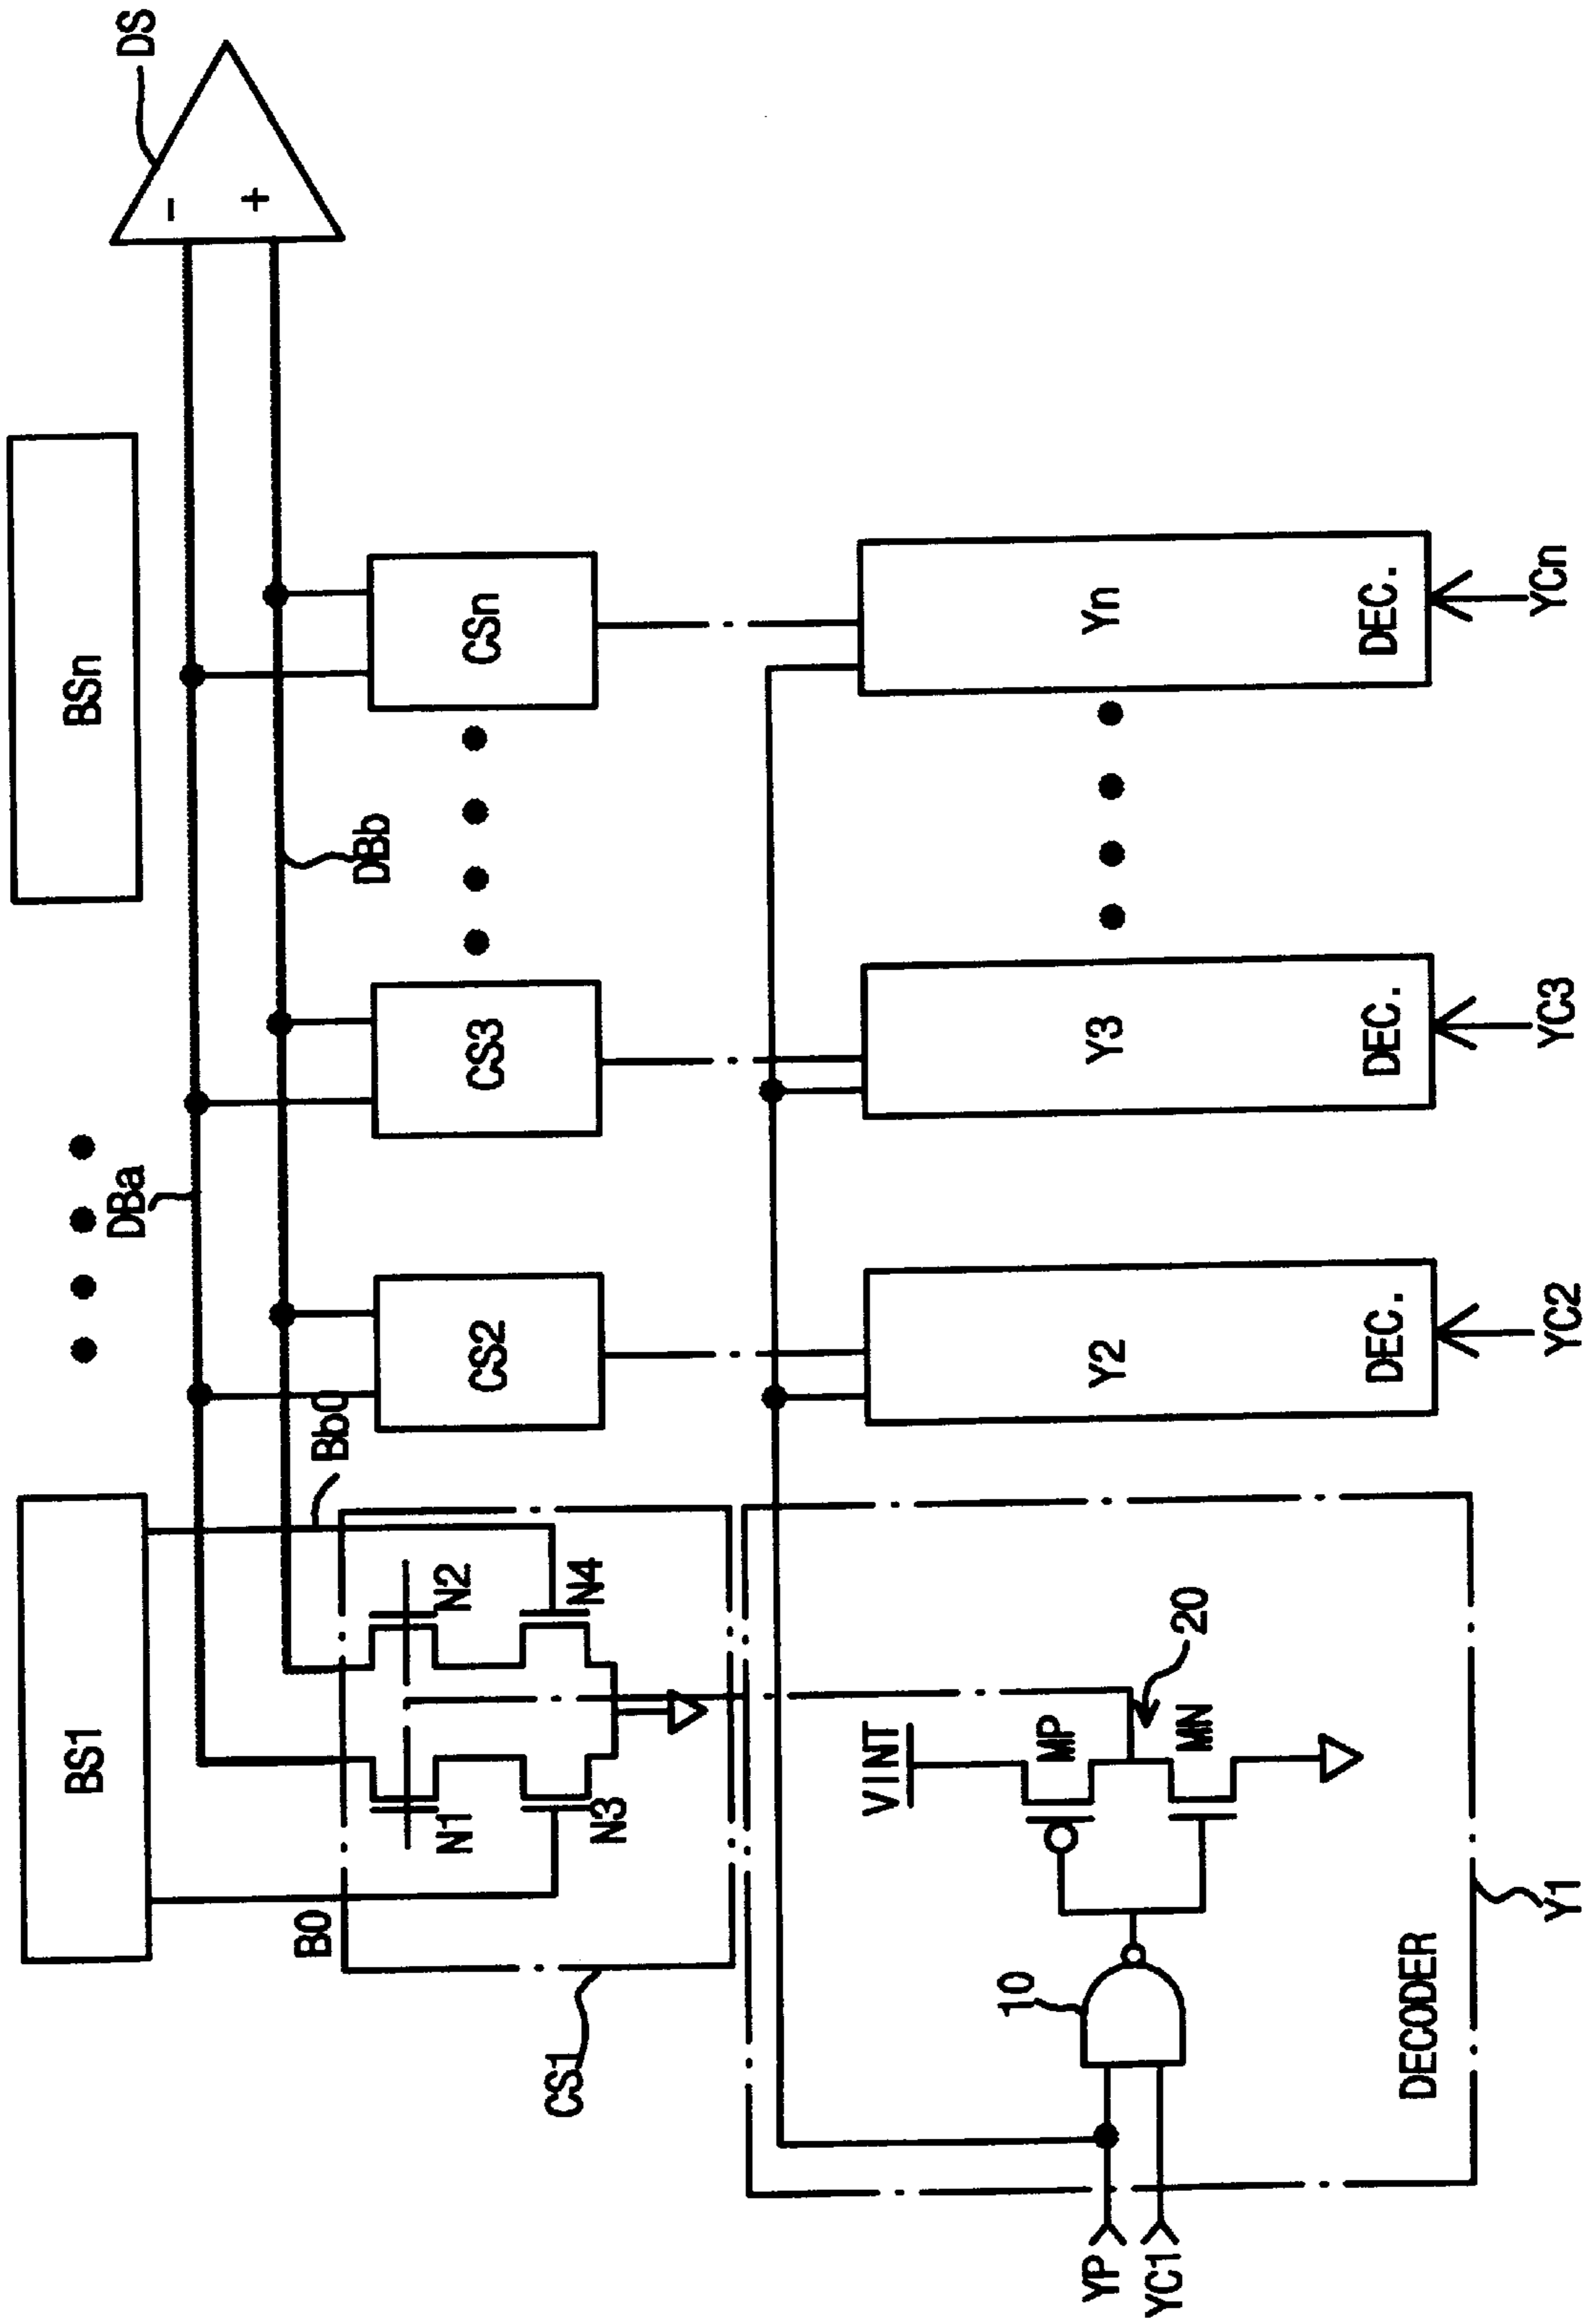 DS
-
+
BSn
BS1
DBa
DBb
Bb0
B0
N1
N2
N3
N4
CS1
CS2
CS3
CSn
VINT
MP
MN
20
10
YP
YC1
DECODER
Y1
Y2
DEC.
YC2
Y3
DEC.
YC3
Yn
DEC.
YCn